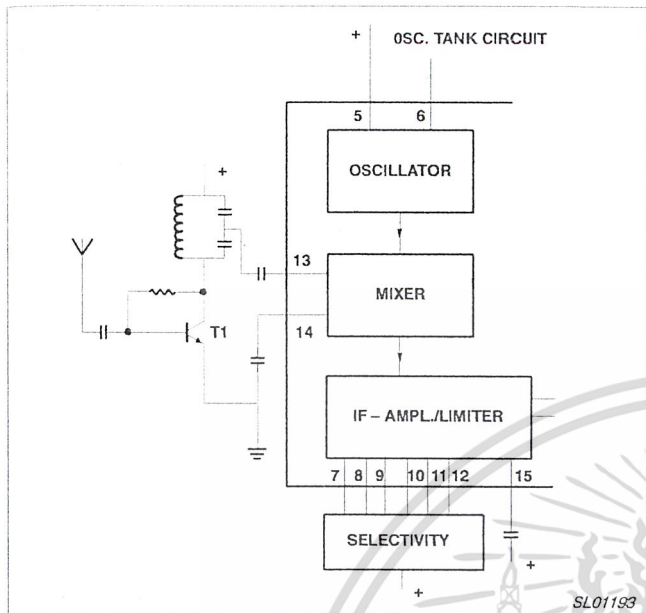 + 0SC. TANK CIRCUIT
5 6
OSCILLATOR
+
13
MIXER
T1
14
IF – AMPL./LIMITER
7 8 9 10 11 12 15
SELECTIVITY
+
+
SL01193